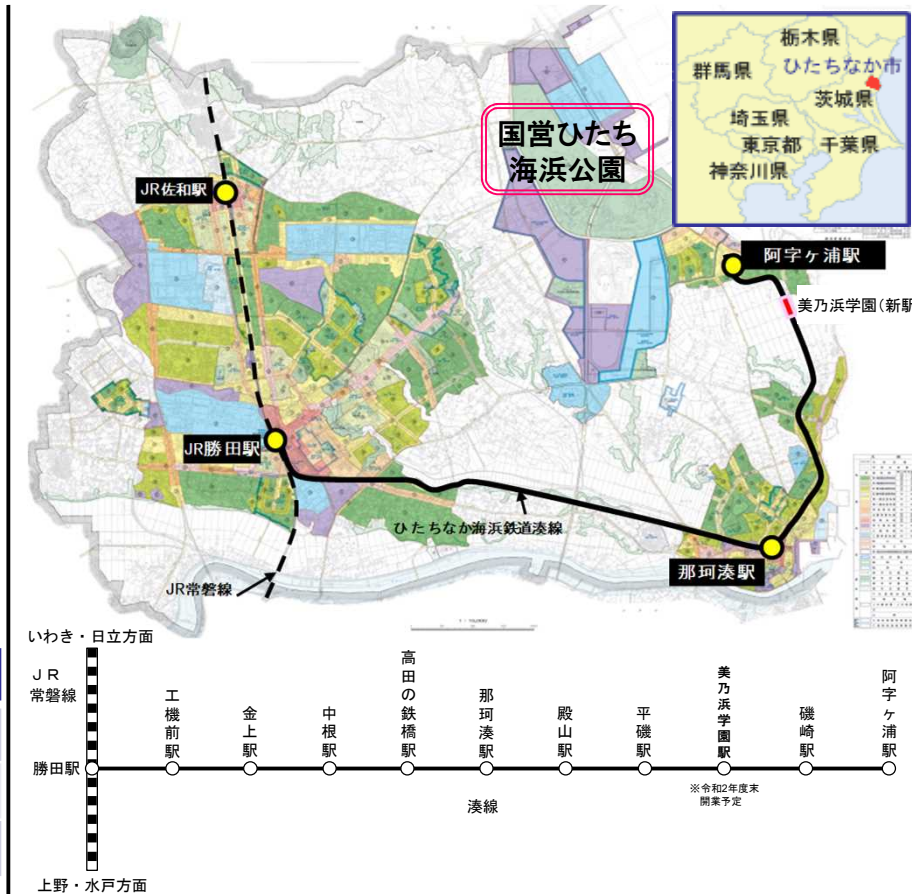 栃木県
群馬県
ひたちなか市
茨城県
埼玉県
東京都
千葉県
神奈川県
国営ひたち
海浜公園
JR佐和駅
阿字ヶ浦駅
美乃浜学園(新駅
JR勝田駅
ひたちなか海浜鉄道湊線
那珂湊駅
JR常磐線
いわき・日立方面
JR
常磐線
勝田駅
工機前駅
金上駅
中根駅
高田の鉄橋駅
那珂湊駅
殿山駅
平磯駅
美乃浜学園駅
磯崎駅
阿字ヶ浦駅
※令和2年度末
開業予定
湊線
上野・水戸方面